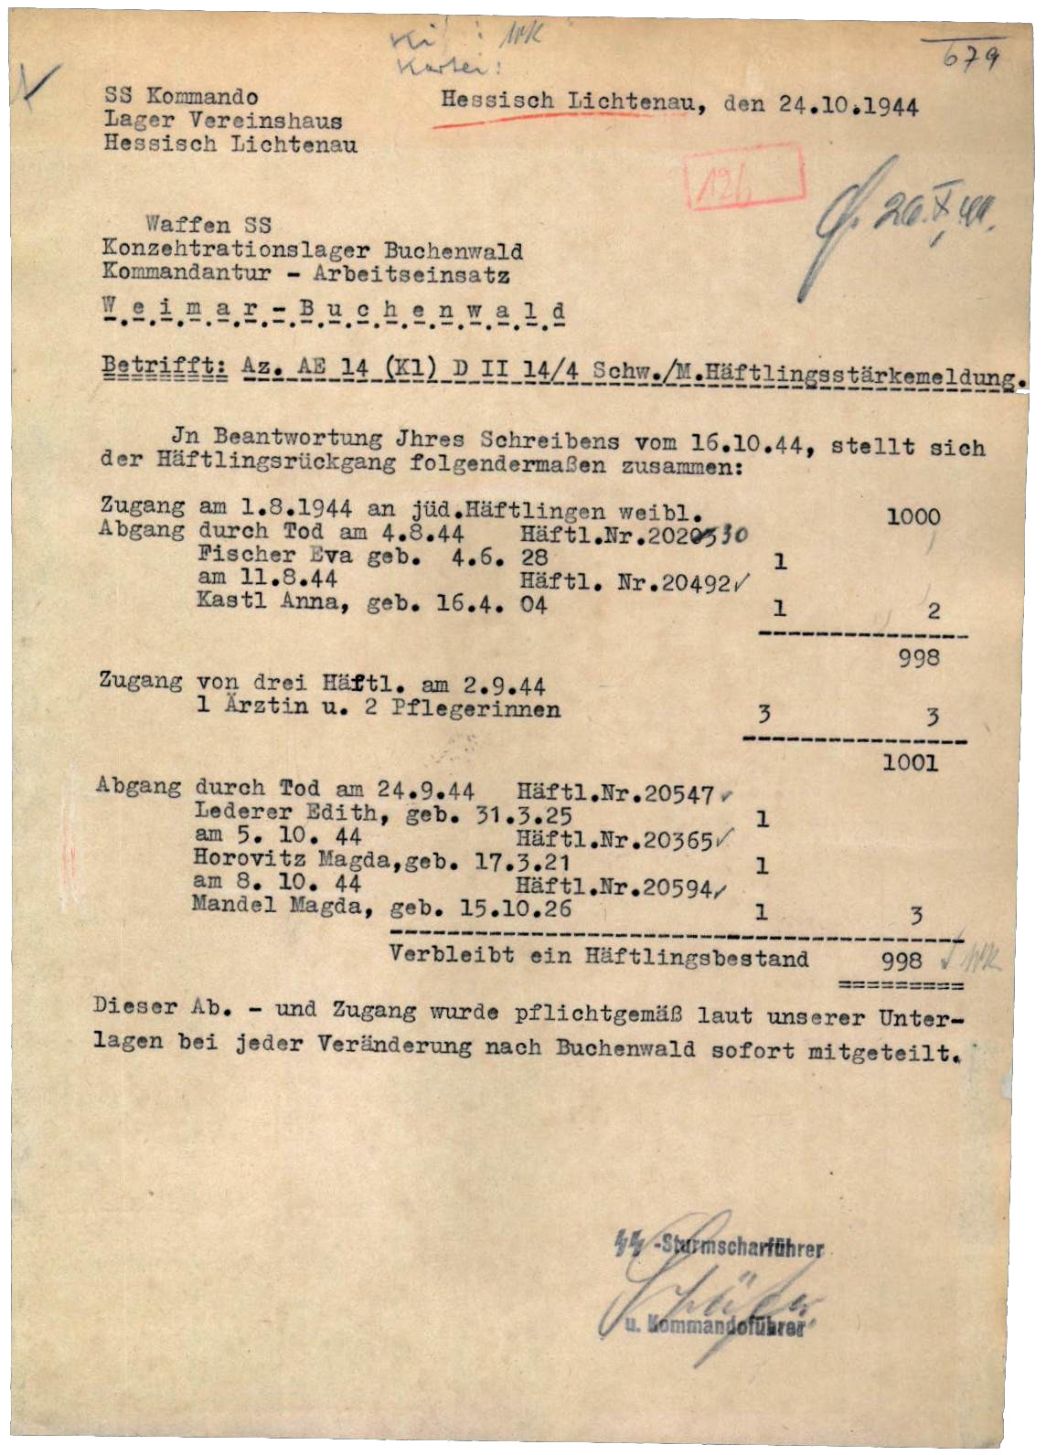 Kartei:
679
SS Kommando
Lager Vereinshaus
Hessisch Lichtenau
Hessisch Lichtenau, den 24.10.1944
126
26.X.44.
Waffen SS
Konzehtrationslager Buchenwald
Kommandantur - Arbeitseinsatz
Weimar-Buchenwald
Betrifft: Az. AE 14 (Kl) D II 14/4 Schw./M.Häftlingsstärkemeldung.
Jn Beantwortung Jhres Schreibens vom 16.10.44, stellt sich
der Häftlingsrückgang folgendermaßen zusammen:
Zugang am 1.8.1944 an jüd.Häftlingen weibl. 1000
Abgang durch Tod am 4.8.44 Häftl.Nr.20530
Fischer Eva geb. 4.6. 28 1
am 11.8.44 Häftl. Nr.20492✓
Kastl Anna, geb. 16.4. 04 1 2
998
Zugang von drei Häftl. am 2.9.44
1 Ärztin u. 2 Pflegerinnen 3 3
1001
Abgang durch Tod am 24.9.44 Häftl.Nr.20547✓
Lederer Edith, geb. 31.3.25 1
am 5. 10. 44 Häftl.Nr.20365✓
Horovitz Magda,geb. 17.3.21 1
am 8. 10. 44 Häftl.Nr.20594✓
Mandel Magda, geb. 15.10.26 1 3
Verbleibt ein Häftlingsbestand 998 ✓
Dieser Ab. - und Zugang wurde pflichtgemäß laut unserer Unter-
lagen bei jeder Veränderung nach Buchenwald sofort mitgeteilt.
SS-Sturmscharführer
Schäfer
u. Kommandoführer